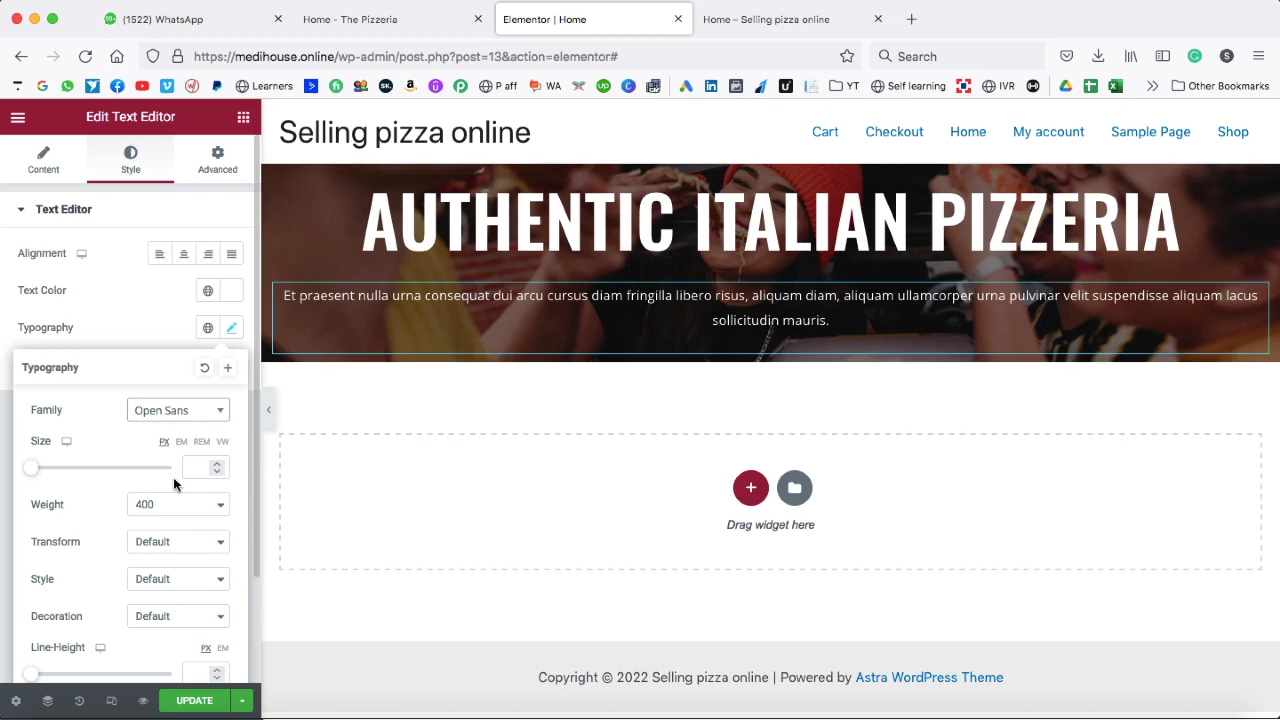 (1522) WhatsApp
Home - The Pizzeria
Elementor | Home
Home – Selling pizza online
https://medihouse.online/wp-admin/post.php?post=13&action=elementor#
Search
Learners
P aff
WA
YT
Self learning
IVR
Other Bookmarks
Edit Text Editor
Content
Style
Advanced
Text Editor
Alignment
Text Color
Typography
Typography
Family
Open Sans
Size
PX EM REM VW
Weight
400
Transform
Default
Style
Default
Decoration
Default
Line-Height
PX EM
UPDATE
Selling pizza online
Cart
Checkout
Home
My account
Sample Page
Shop
AUTHENTIC ITALIAN PIZZERIA
Et praesent nulla urna consequat dui arcu cursus diam fringilla libero risus, aliquam diam, aliquam ullamcorper urna pulvinar velit suspendisse aliquam lacus
sollicitudin mauris.
Drag widget here
Copyright © 2022 Selling pizza online | Powered by Astra WordPress Theme